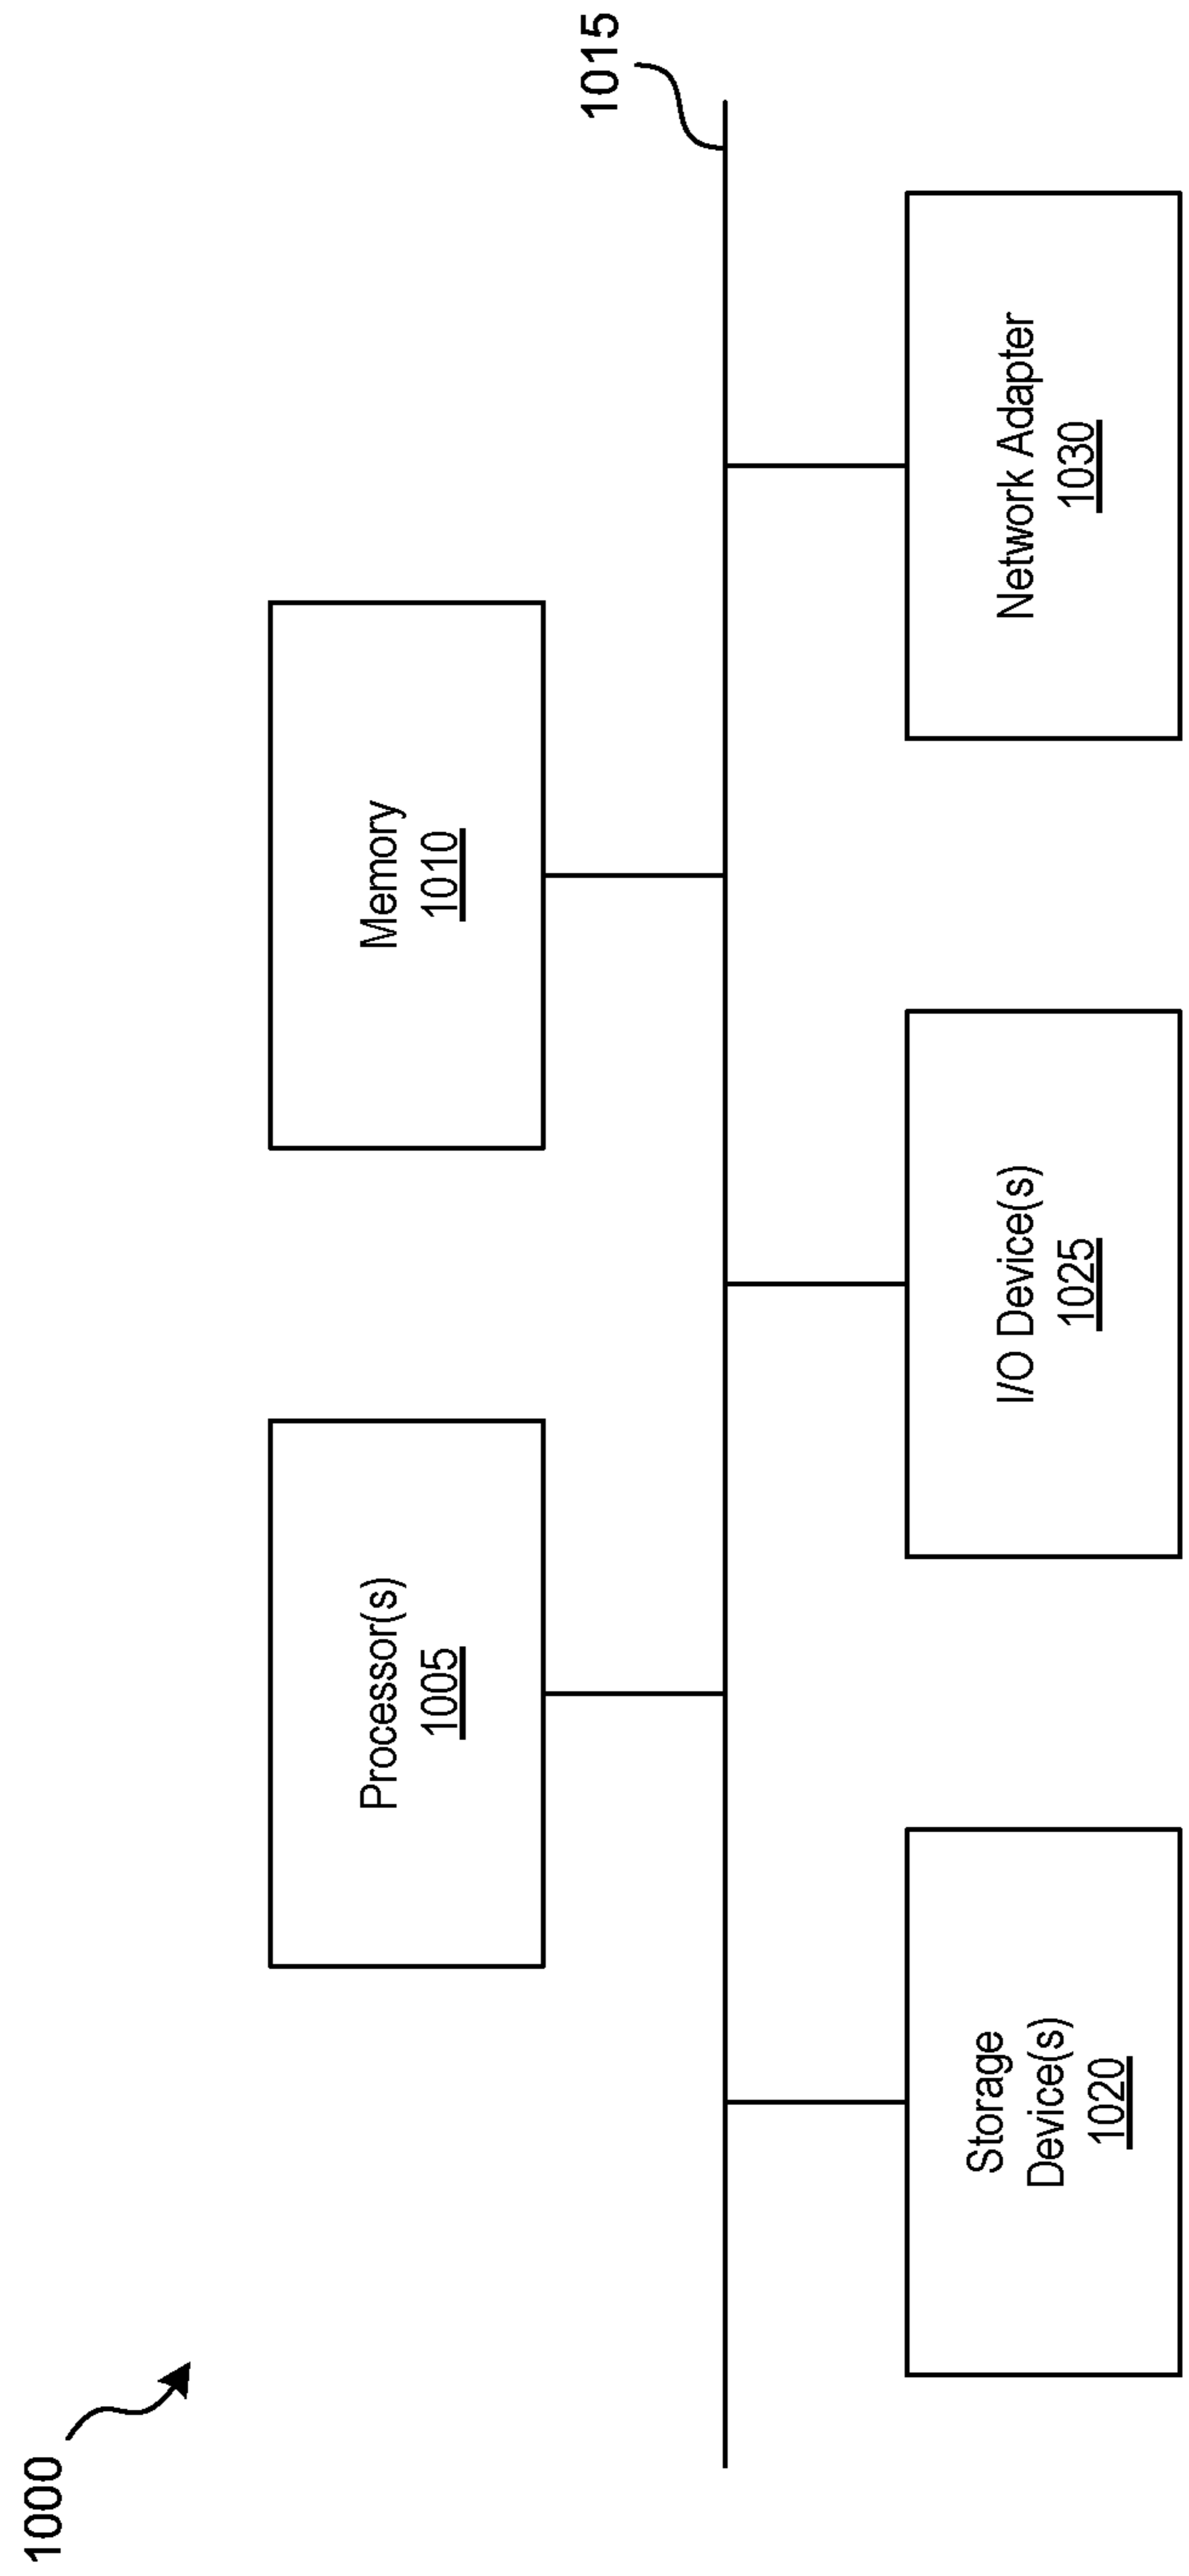 1000
Processor(s)
1005
Memory
1010
1015
Storage
Device(s)
1020
I/O Device(s)
1025
Network Adapter
1030